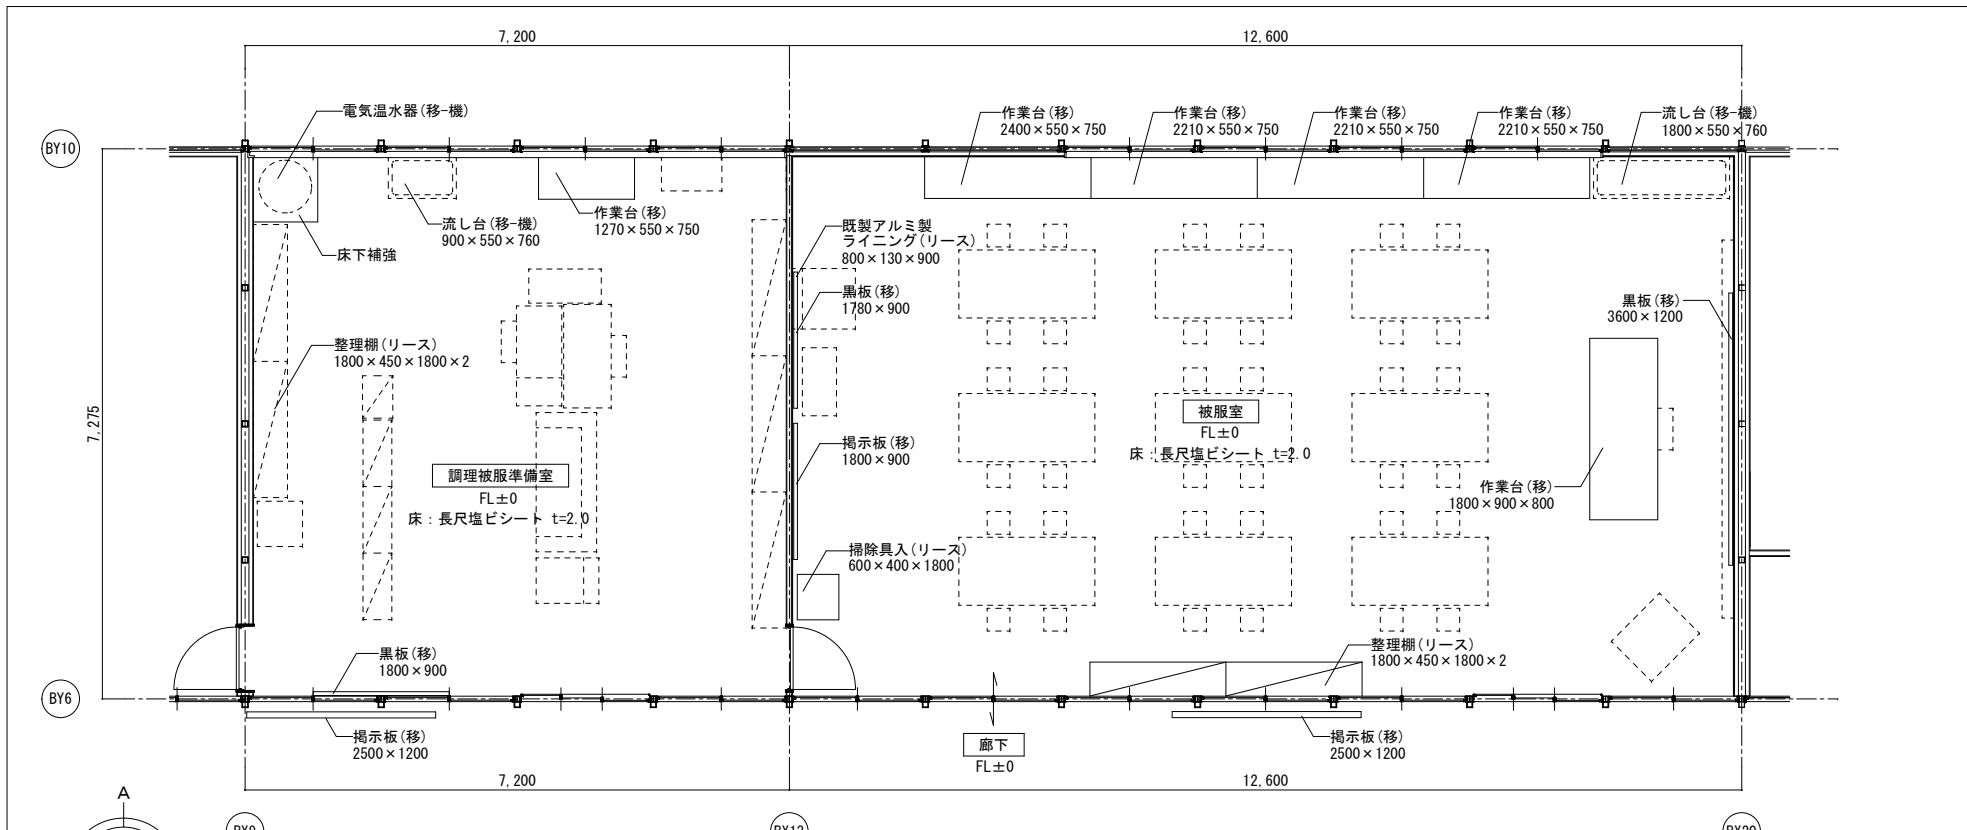 7,200
12,600
電気温水器(移-機)
作業台(移)
2400×550×750
作業台(移)
2210×550×750
作業台(移)
2210×550×750
作業台(移)
2210×550×750
流し台(移-機)
1800×550×760
BY10
流し台(移-機)
900×550×760
作業台(移)
1270×550×750
床下補強
既製アルミ製
ライニング(リース)
800×130×900
黒板(移)
1780×900
黒板(移)
3600×1200
整理棚(リース)
1800×450×1800×2
7,275
被服室
FL±0
床：長尺塩ビシート t=2.0
掲示板(移)
1800×900
調理被服準備室
FL±0
床：長尺塩ビシート t=2.0
作業台(移)
1800×900×800
掃除具入(リース)
600×400×1800
黒板(移)
1800×900
整理棚(リース)
1800×450×1800×2
BY6
掲示板(移)
2500×1200
廊下
FL±0
掲示板(移)
2500×1200
7,200
12,600
A